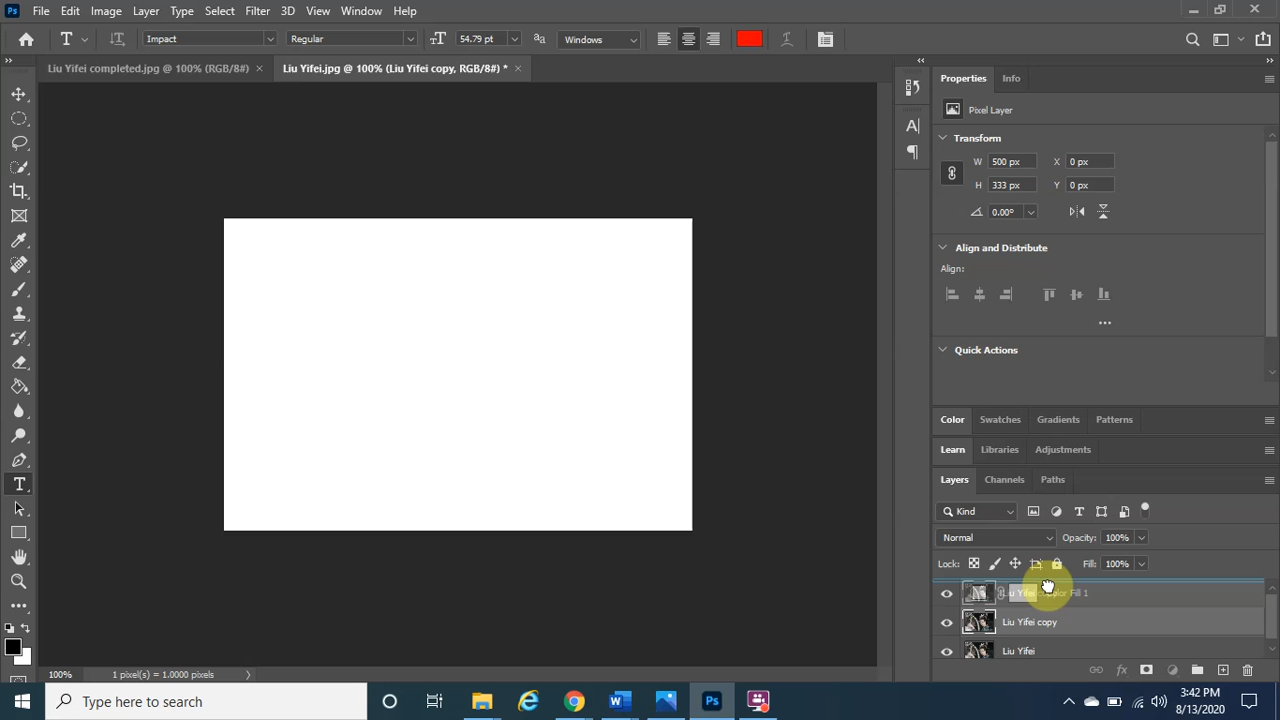 Ps File Edit Image Layer Type Select Filter 3D View Window Help
T Impact Regular 54.79 pt Windows
Liu Yifei completed.jpg @ 100% (RGB/8#) × Liu Yifei.jpg @ 100% (Liu Yifei copy, RGB/8#) * ×
Properties Info
Pixel Layer
Transform
W 500 px X 0 px
H 333 px Y 0 px
0.00°
Align and Distribute
Align:
Quick Actions
Color Swatches Gradients Patterns
Learn Libraries Adjustments
Layers Channels Paths
Kind
Normal Opacity: 100%
Lock: Fill: 100%
Fill 1
Liu Yifei copy
Liu Yifei
100% 1 pixel(s) = 1.0000 pixels
Type here to search
3:42 PM
8/13/2020